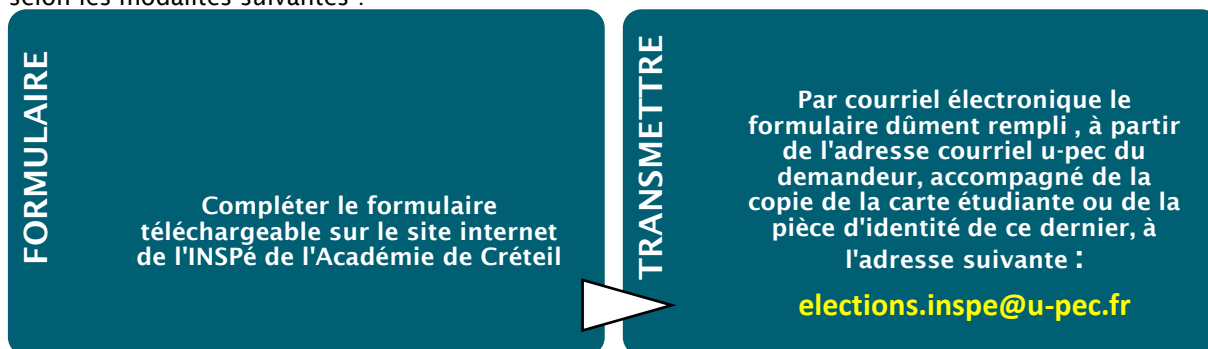 selon les modalités suivantes :
FORMULAIRE
Compléter le formulaire
téléchargeable sur le site internet
de l'INSPé de l'Académie de Créteil
TRANSMETTRE
Par courriel électronique le
formulaire dûment rempli , à partir
de l'adresse courriel u-pec du
demandeur, accompagné de la
copie de la carte étudiante ou de la
pièce d'identité de ce dernier, à
l'adresse suivante :
elections.inspe@u-pec.fr